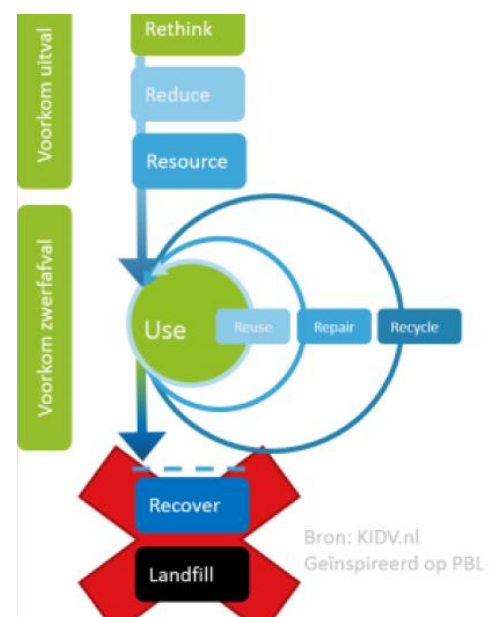 Voorkom uitval
Rethink
Reduce
Resource
Voorkom zwerfafval
Use
Reuse
Repair
Recycle
Recover
Landfill
Bron: KIDV.nl
Geïnspireerd op PBL